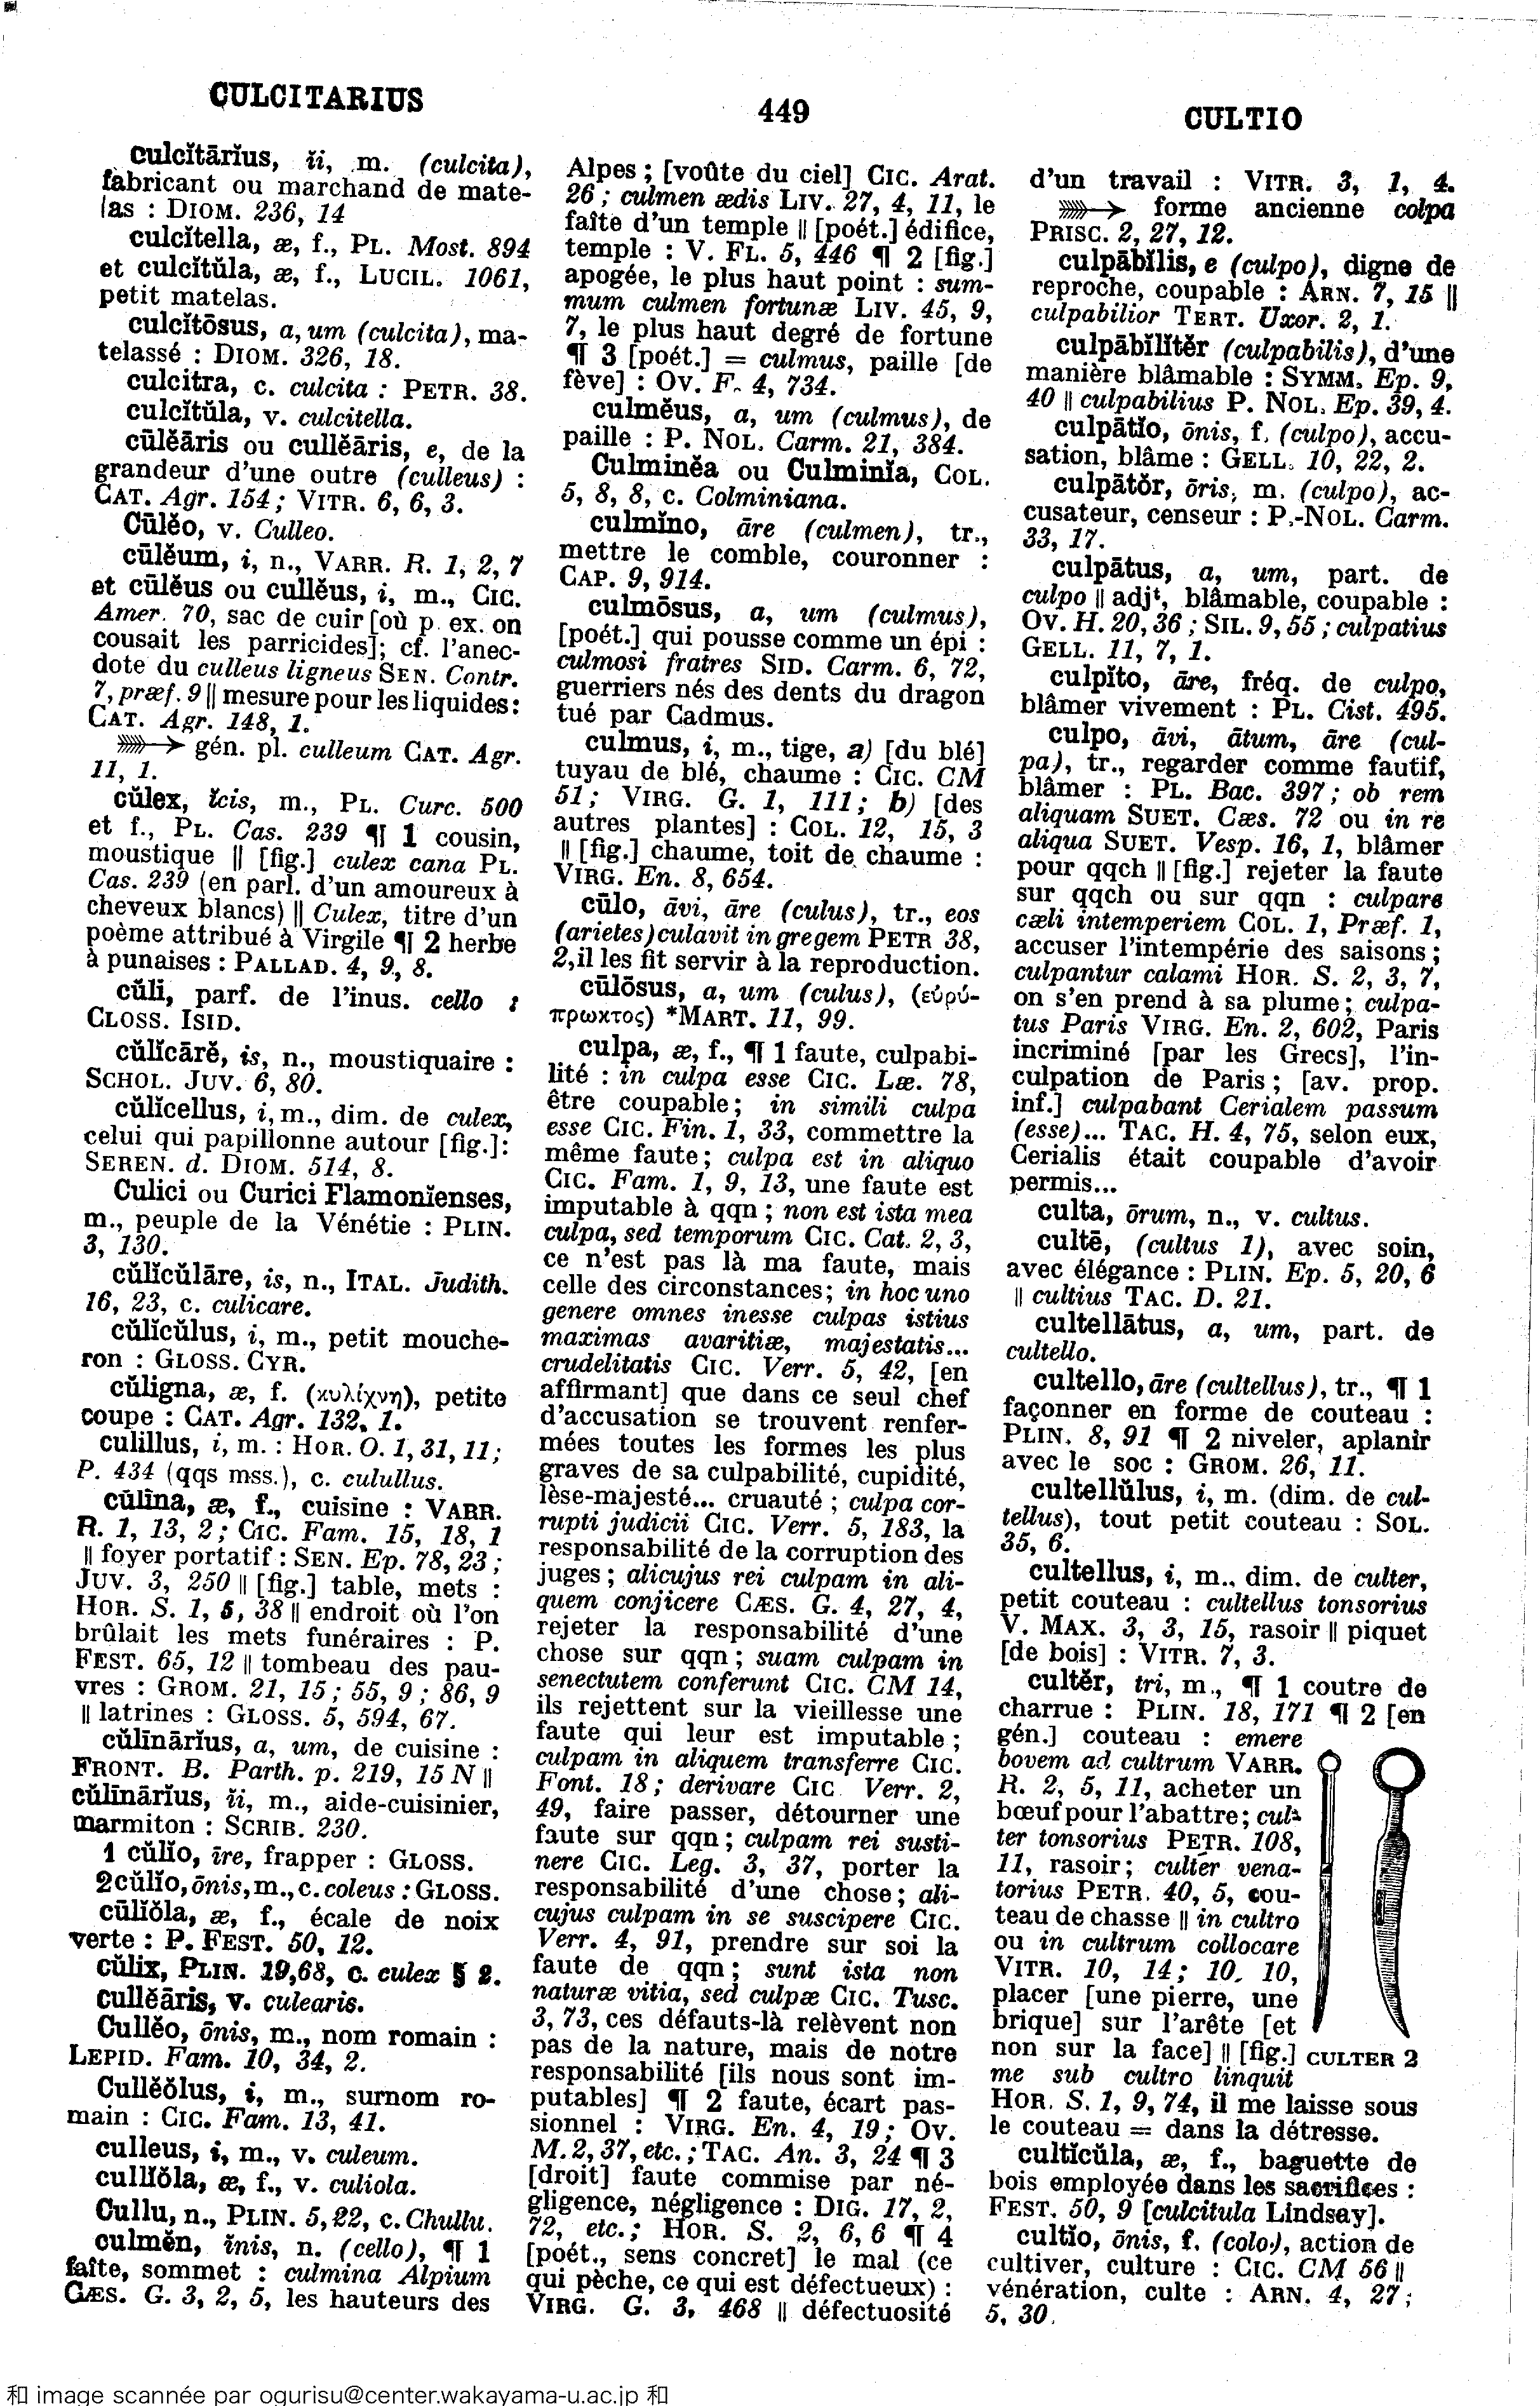 CULCITARIUS
449
CULTIO
culcĭtārĭus, ĭi, m. (culcita),
fabricant ou marchand de mate-
las : DIOM. 236, 14
culcĭtella, æ, f., PL. Most. 894
et culcĭtŭla, æ, f., LUCIL. 1061,
petit matelas.
culcĭtōsus, a, um (culcita), ma-
telassé : DIOM. 326, 18.
culcitra, c. culcita : PETR. 38.
culcĭtŭla, v. culcitella.
cūlĕāris ou cullĕāris, e, de la
grandeur d'une outre (culleus) :
CAT. Agr. 154 ; VITR. 6, 6, 3.
Cūlĕo, v. Culleo.
cūlĕum, i, n., VARR. R. 1, 2, 7
et cūlĕus ou cullĕus, i, m., CIC.
Amer. 70, sac de cuir [où p. ex. on
cousait les parricides]; cf. l'anec-
dote du culleus ligneus SEN. Contr.
7, præf. 9 || mesure pour les liquides :
CAT. Agr. 148, 1.
gén. pl. culleum CAT. Agr.
11, 1.
cŭlex, ĭcis, m., PL. Curc. 500
et f., PL. Cas. 239 ¶ 1 cousin,
moustique || [fig.] culex cana PL.
Cas. 239 (en parl. d'un amoureux à
cheveux blancs) || Culex, titre d'un
poème attribué à Virgile ¶ 2 herbe
à punaises : PALLAD. 4, 9, 8.
cŭli, parf. de l'inus. cello :
CLOSS. ISID.
cŭlĭcārĕ, is, n., moustiquaire :
SCHOL. JUV. 6, 80.
cŭlĭcellus, i, m., dim. de culex,
celui qui papillonne autour [fig.]:
SEREN. d. DIOM. 514, 8.
Culici ou Curici Flamonĭenses,
m., peuple de la Vénétie : PLIN.
3, 130.
cŭlĭcŭlāre, is, n., ITAL. Judith.
16, 23, c. culicare.
cŭlĭcŭlus, i, m., petit mouche-
ron : GLOSS. CYR.
cŭligna, æ, f. (κυλίχνη), petite
coupe : CAT. Agr. 132, 1.
culillus, i, m. : HOR. O. 1, 31, 11;
P. 434 (qqs mss.), c. culullus.
cŭlīna, æ, f., cuisine : VARR.
R. 1, 13, 2 ; CIC. Fam. 15, 18, 1
|| foyer portatif : SEN. Ep. 78, 23 ;
JUV. 3, 250 || [fig.] table, mets :
HOR. S. 1, 5, 38 || endroit où l'on
brûlait les mets funéraires : P.
FEST. 65, 12 || tombeau des pau-
vres : GROM. 21, 15 ; 55, 9 ; 86, 9
|| latrines : GLOSS. 5, 594, 67.
cŭlīnārĭus, a, um, de cuisine :
FRONT. B. Parth. p. 219, 15 N ||
cŭlīnārĭus, ĭi, m., aide-cuisinier,
marmiton : SCRIB. 230.
1 cŭlĭo, īre, frapper : GLOSS.
2 cŭlĭo, ōnis, m., c. coleus : GLOSS.
cūlĭŏla, æ, f., écale de noix
verte : P. FEST. 50, 12.
cŭlix, PLIN. 19,68, c. culex § 2.
cullĕāris, v. culearis.
Cullĕo, ōnis, m., nom romain :
LEPID. Fam. 10, 34, 2.
Cullĕŏlus, i, m., surnom ro-
main : CIC. Fam. 13, 41.
culleus, i, m., v. culeum.
cullĭŏla, æ, f., v. culiola.
Cullu, n., PLIN. 5,22, c. Chullu.
culmĕn, ĭnis, n. (cello), ¶ 1
faîte, sommet : culmina Alpium
CÆS. G. 3, 2, 5, les hauteurs des
Alpes ; [voûte du ciel] CIC. Arat.
26 ; culmen ædis LIV. 27, 4, 11, le
faîte d'un temple || [poét.] édifice,
temple : V. FL. 5, 446 ¶ 2 [fig.]
apogée, le plus haut point : sum-
mum culmen fortunæ LIV. 45, 9,
7, le plus haut degré de fortune
¶ 3 [poét.] = culmus, paille [de
fève] : OV. F. 4, 734.
culmĕus, a, um (culmus), de
paille : P. NOL. Carm. 21, 384.
Culminĕa ou Culminĭa, COL.
5, 8, 8, c. Colminiana.
culmĭno, āre (culmen), tr.,
mettre le comble, couronner :
CAP. 9, 914.
culmōsus, a, um (culmus),
[poét.] qui pousse comme un épi :
culmosi fratres SID. Carm. 6, 72,
guerriers nés des dents du dragon
tué par Cadmus.
culmus, i, m., tige, a) [du blé]
tuyau de blé, chaume : CIC. CM
51; VIRG. G. 1, 111; b) [des
autres plantes] : COL. 12, 15, 3
|| [fig.] chaume, toit de chaume :
VIRG. En. 8, 654.
cūlo, āvi, āre (culus), tr., eos
(arietes) culavit in gregem PETR 38,
2, il les fit servir à la reproduction.
cūlōsus, a, um (culus), (εὐρύ-
πρωκτος) *MART. 11, 99.
culpa, æ, f., ¶ 1 faute, culpabi-
lité : in culpa esse CIC. Læ. 78,
être coupable; in simili culpa
esse CIC. Fin. 1, 33, commettre la
même faute; culpa est in aliquo
CIC. Fam. 1, 9, 13, une faute est
imputable à qqn ; non est ista mea
culpa, sed temporum CIC. Cat. 2, 3,
ce n'est pas là ma faute, mais
celle des circonstances; in hoc uno
genere omnes inesse culpas istius
maximas avaritiæ, majestatis...
crudelitatis CIC. Verr. 5, 42, [en
affirmant] que dans ce seul chef
d'accusation se trouvent renfer-
mées toutes les formes les plus
graves de sa culpabilité, cupidité,
lèse-majesté... cruauté ; culpa cor-
rupti judicii CIC. Verr. 5, 183, la
responsabilité de la corruption des
juges ; alicujus rei culpam in ali-
quem conjicere CÆS. G. 4, 27, 4,
rejeter la responsabilité d'une
chose sur qqn ; suam culpam in
senectutem conferunt CIC. CM 14,
ils rejettent sur la vieillesse une
faute qui leur est imputable ;
culpam in aliquem transferre CIC.
Font. 18 ; derivare CIC Verr. 2,
49, faire passer, détourner une
faute sur qqn ; culpam rei susti-
nere CIC. Leg. 3, 37, porter la
responsabilité d'une chose ; ali-
cujus culpam in se suscipere CIC.
Verr. 4, 91, prendre sur soi la
faute de qqn ; sunt ista non
naturæ vitia, sed culpæ CIC. Tusc.
3, 73, ces défauts-là relèvent non
pas de la nature, mais de notre
responsabilité [ils nous sont im-
putables] ¶ 2 faute, écart pas-
sionnel : VIRG. En. 4, 19 ; OV.
M. 2, 37, etc. ; TAC. An. 3, 24 ¶ 3
[droit] faute commise par né-
gligence, négligence : DIG. 17, 2,
72, etc.; HOR. S. 2, 6, 6 ¶ 4
[poét., sens concret] le mal (ce
qui pèche, ce qui est défectueux) :
VIRG. G. 3, 468 || défectuosité
d'un travail : VITR. 3, 1, 4.
forme ancienne colpa
PRISC. 2, 27, 12.
culpābĭlis, e (culpo), digne de
reproche, coupable : ARN. 7, 15 ||
culpabilior TERT. Uxor. 2, 1.
culpābĭlĭtĕr (culpabilis), d'une
manière blâmable : SYMM. Ep. 9,
40 || culpabilius P. NOL. Ep. 39, 4.
culpātĭo, ōnis, f. (culpo), accu-
sation, blâme : GELL. 10, 22, 2.
culpātŏr, ōris, m. (culpo), ac-
cusateur, censeur : P.-NOL. Carm.
33, 17.
culpātus, a, um, part. de
culpo || adjᵗ, blâmable, coupable :
OV. H. 20, 36 ; SIL. 9, 55 ; culpatius
GELL. 11, 7, 1.
culpĭto, āre, fréq. de culpo,
blâmer vivement : PL. Cist. 495.
culpo, āvi, ātum, āre (cul-
pa), tr., regarder comme fautif,
blâmer : PL. Bac. 397 ; ob rem
aliquam SUET. Cæs. 72 ou in re
aliqua SUET. Vesp. 16, 1, blâmer
pour qqch || [fig.] rejeter la faute
sur qqch ou sur qqn : culpare
cæli intemperiem COL. 1, Præf. 1,
accuser l'intempérie des saisons ;
culpantur calami HOR. S. 2, 3, 7,
on s'en prend à sa plume ; culpa-
tus Paris VIRG. En. 2, 602, Paris
incriminé [par les Grecs], l'in-
culpation de Paris ; [av. prop.
inf.] culpabant Cerialem passum
(esse)... TAC. H. 4, 75, selon eux,
Cerialis était coupable d'avoir
permis...
culta, ōrum, n., v. cultus.
cultē, (cultus 1), avec soin,
avec élégance : PLIN. Ep. 5, 20, 6
|| cultius TAC. D. 21.
cultellātus, a, um, part. de
cultello.
cultello, āre (cultellus), tr., ¶ 1
façonner en forme de couteau :
PLIN. 8, 91 ¶ 2 niveler, aplanir
avec le soc : GROM. 26, 11.
cultellŭlus, i, m. (dim. de cul-
tellus), tout petit couteau : SOL.
35, 6.
cultellus, i, m., dim. de culter,
petit couteau : cultellus tonsorius
V. MAX. 3, 3, 15, rasoir || piquet
[de bois] : VITR. 7, 3.
cultĕr, tri, m., ¶ 1 coutre de
charrue : PLIN. 18, 171 ¶ 2 [en
gén.] couteau : emere
bovem ad cultrum VARR.
R. 2, 5, 11, acheter un
bœuf pour l'abattre; cul-
ter tonsorius PETR. 108,
11, rasoir; culter vena-
torius PETR. 40, 5, cou-
teau de chasse || in cultro
ou in cultrum collocare
VITR. 10, 14; 10, 10,
placer [une pierre, une
brique] sur l'arête [et
non sur la face] || [fig.]
CULTER 2
me sub cultro linquit
HOR. S. 1, 9, 74, il me laisse sous
le couteau = dans la détresse.
cultĭcŭla, æ, f., baguette de
bois employée dans les sacrifices :
FEST. 50, 9 [culcitula Lindsay].
cultĭo, ōnis, f. (colo), action de
cultiver, culture : CIC. CM 56 ||
vénération, culte : ARN. 4, 27 ;
5, 30.
和 image scannée par ogurisu@center.wakayama-u.ac.jp 和